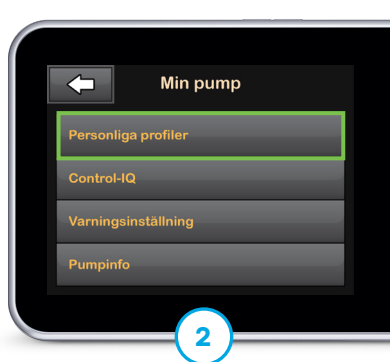 Min pump
Personliga profiler
Control-IQ
Varningsinställning
Pumpinfo
2